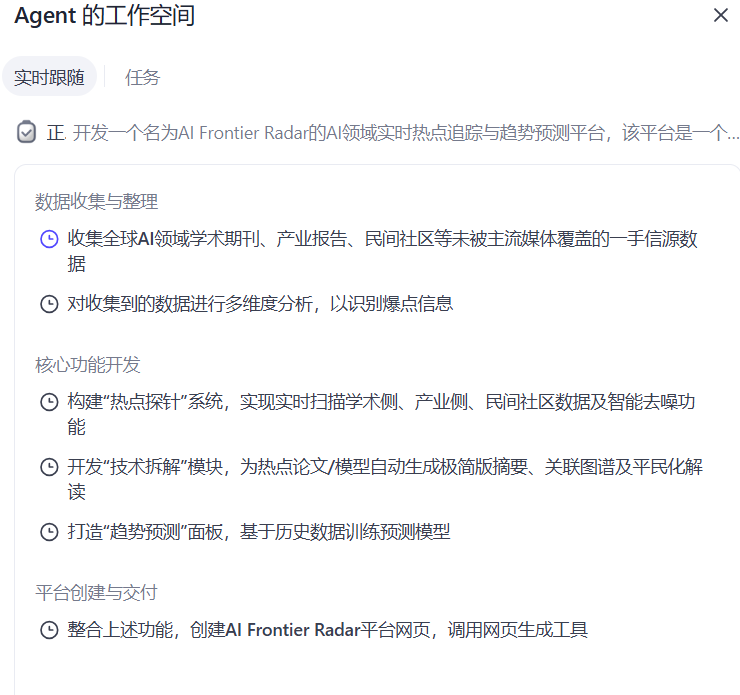 Agent 的工作空间
实时跟随
任务
正. 开发一个名为AI Frontier Radar的AI领域实时热点追踪与趋势预测平台，该平台是一个...
数据收集与整理
收集全球AI领域学术期刊、产业报告、民间社区等未被主流媒体覆盖的一手信源数
据
对收集到的数据进行多维度分析，以识别爆点信息
核心功能开发
构建“热点探针”系统，实现实时扫描学术侧、产业侧、民间社区数据及智能去噪功
能
开发“技术拆解”模块，为热点论文/模型自动生成极简版摘要、关联图谱及平民化解
读
打造“趋势预测”面板，基于历史数据训练预测模型
平台创建与交付
整合上述功能，创建AI Frontier Radar平台网页，调用网页生成工具